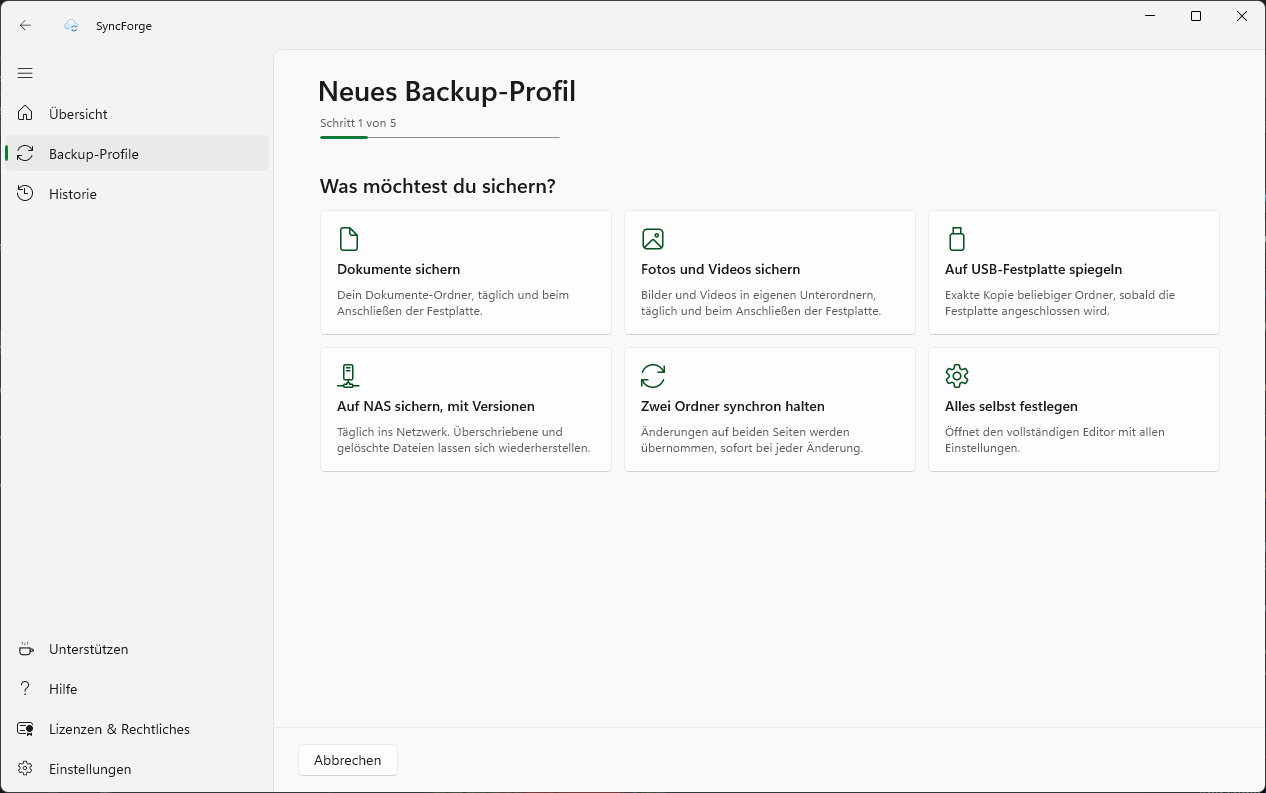 SyncForge
Übersicht
Backup-Profile
Historie
Unterstützen
Hilfe
Lizenzen & Rechtliches
Einstellungen
Neues Backup-Profil
Schritt 1 von 5
Was möchtest du sichern?
Dokumente sichern
Dein Dokumente-Ordner, täglich und beim
Anschließen der Festplatte.
Fotos und Videos sichern
Bilder und Videos in eigenen Unterordnern,
täglich und beim Anschließen der Festplatte.
Auf USB-Festplatte spiegeln
Exakte Kopie beliebiger Ordner, sobald die
Festplatte angeschlossen wird.
Auf NAS sichern, mit Versionen
Täglich ins Netzwerk. Überschriebene und
gelöschte Dateien lassen sich wiederherstellen.
Zwei Ordner synchron halten
Änderungen auf beiden Seiten werden
übernommen, sofort bei jeder Änderung.
Alles selbst festlegen
Öffnet den vollständigen Editor mit allen
Einstellungen.
Abbrechen